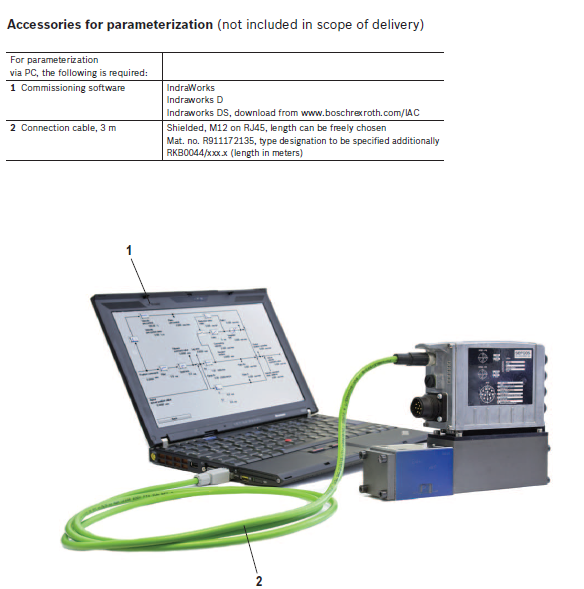 Accessories for parameterization (not included in scope of delivery)
For parameterization
via PC, the following is required:
1 Commissioning software
IndraWorks
Indraworks D
Indraworks DS, download from www.boschrexroth.com/IAC
2 Connection cable, 3 m
Shielded, M12 on RJ45, length can be freely chosen
Mat. no. R911172135, type designation to be specified additionally
RKB0044/xxx.x (length in meters)
1
2